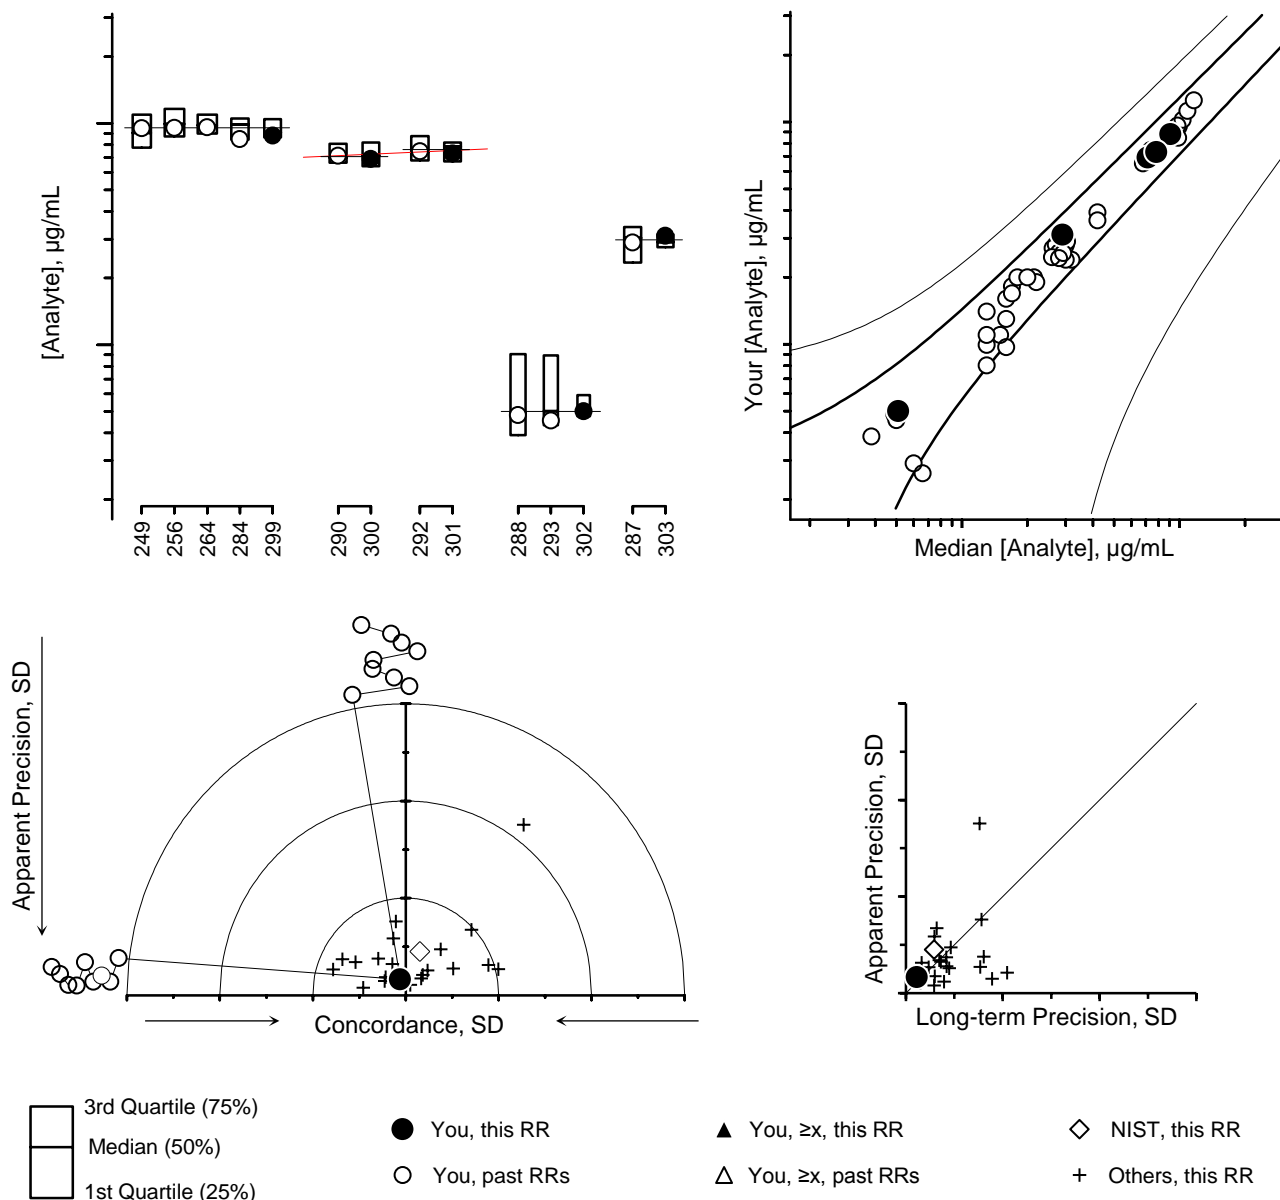 [Analyte], µg/mL
249
256
264
284
299
290
300
292
301
288
293
302
287
303
Your [Analyte], µg/mL
Median [Analyte], µg/mL
Apparent Precision, SD
Concordance, SD
Apparent Precision, SD
Long-term Precision, SD
3rd Quartile (75%)
Median (50%)
1st Quartile (25%)
You, this RR
You, past RRs
You, ≥x, this RR
You, ≥x, past RRs
NIST, this RR
Others, this RR